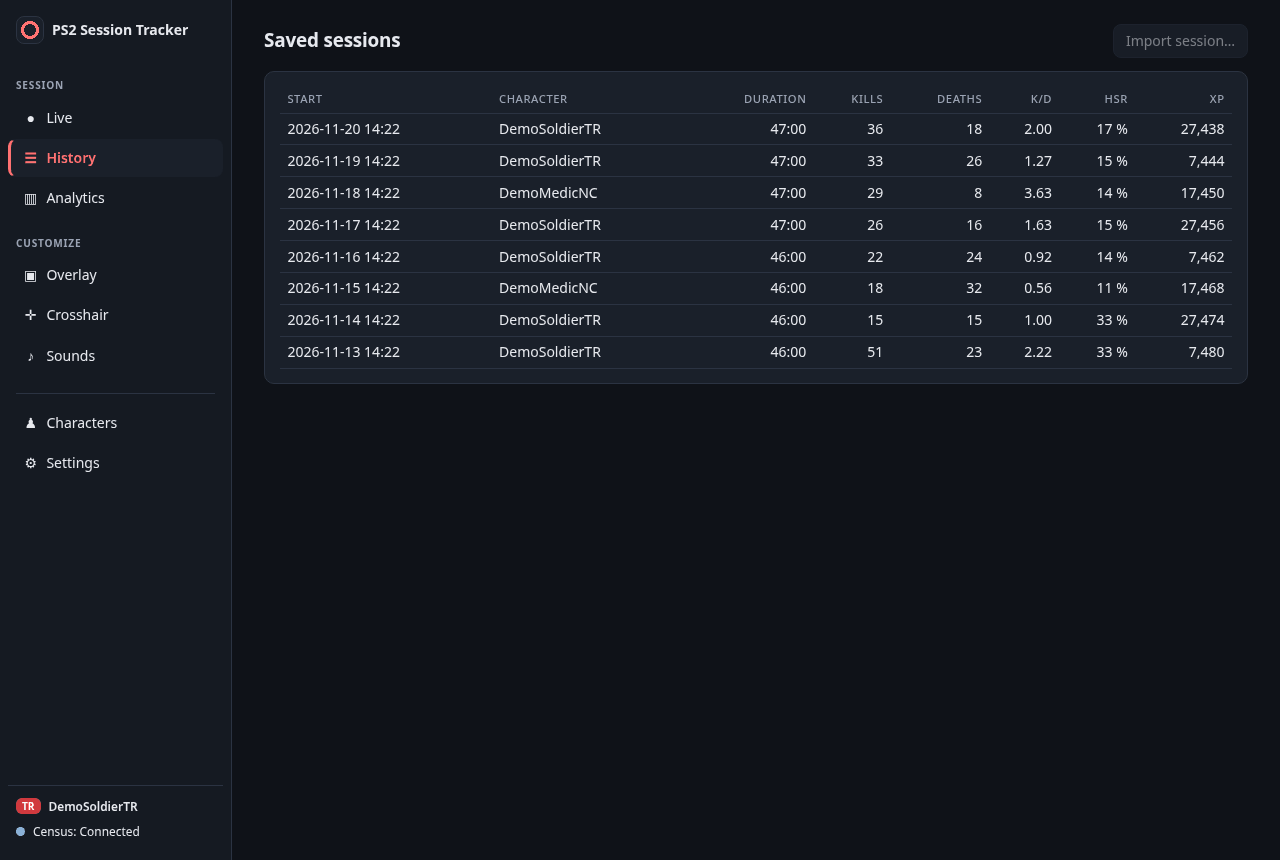 PS2 Session Tracker
SESSION
Live
History
Analytics
CUSTOMIZE
Overlay
Crosshair
Sounds
Characters
Settings
TR DemoSoldierTR
Census: Connected
Saved sessions
Import session...
START CHARACTER DURATION KILLS DEATHS K/D HSR XP
2026-11-20 14:22 DemoSoldierTR 47:00 36 18 2.00 17 % 27,438
2026-11-19 14:22 DemoSoldierTR 47:00 33 26 1.27 15 % 7,444
2026-11-18 14:22 DemoMedicNC 47:00 29 8 3.63 14 % 17,450
2026-11-17 14:22 DemoSoldierTR 47:00 26 16 1.63 15 % 27,456
2026-11-16 14:22 DemoSoldierTR 46:00 22 24 0.92 14 % 7,462
2026-11-15 14:22 DemoMedicNC 46:00 18 32 0.56 11 % 17,468
2026-11-14 14:22 DemoSoldierTR 46:00 15 15 1.00 33 % 27,474
2026-11-13 14:22 DemoSoldierTR 46:00 51 23 2.22 33 % 7,480